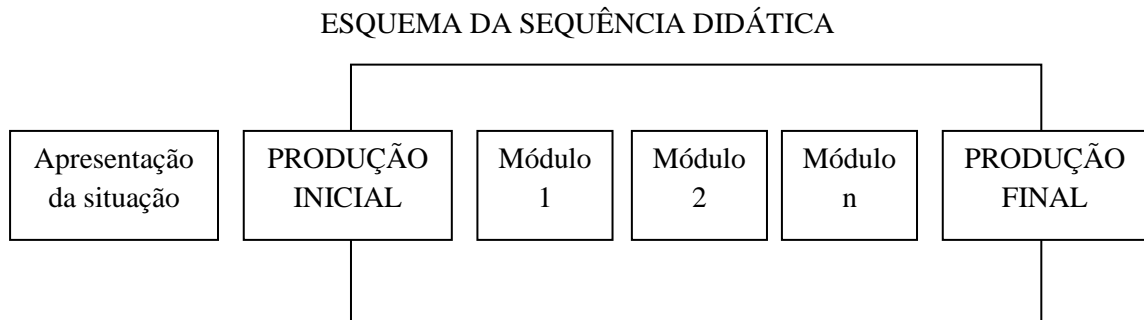 ESQUEMA DA SEQUÊNCIA DIDÁTICA
Apresentação
da situação
PRODUÇÃO
INICIAL
Módulo
1
Módulo
2
Módulo
n
PRODUÇÃO
FINAL